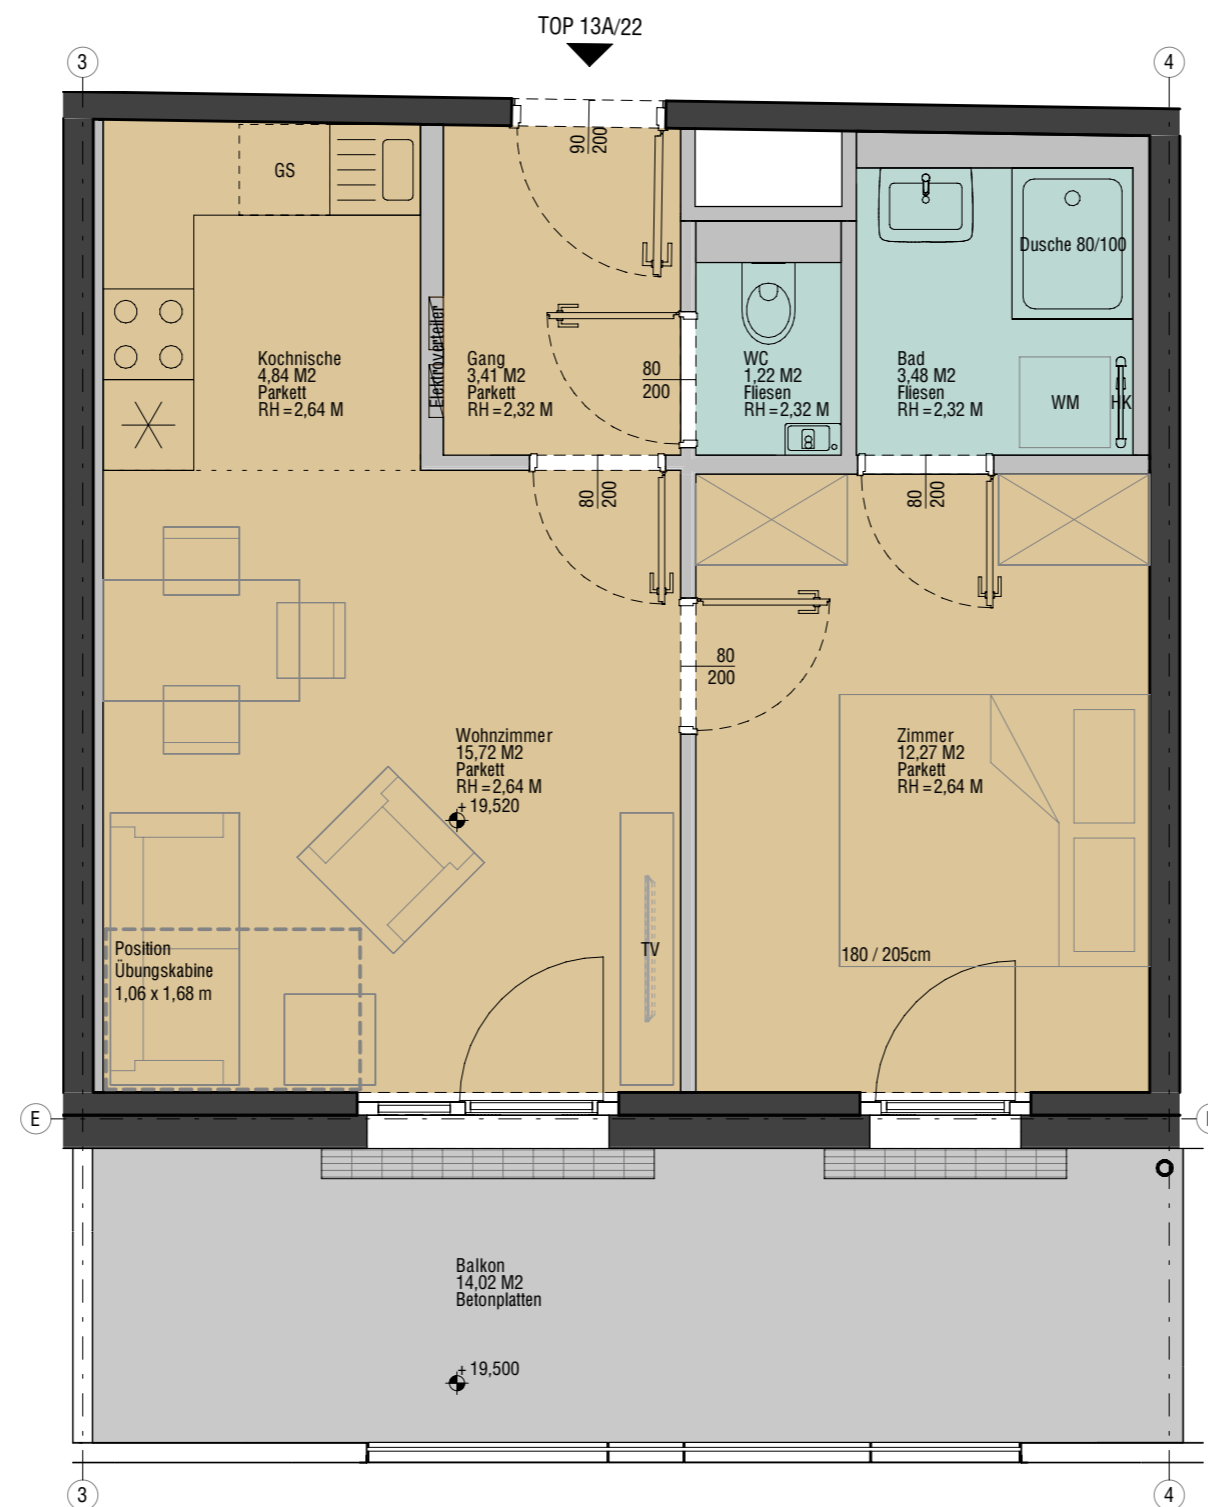 TOP 13A/22
3
4
90
200
GS
Dusche 80/100
Elektroverteiler
Kochnische
4,84 M2
Parkett
RH = 2,64 M
Gang
3,41 M2
Parkett
RH = 2,32 M
80
200
WC
1,22 M2
Fliesen
RH = 2,32 M
Bad
3,48 M2
Fliesen
RH = 2,32 M
WM
HK
80
200
80
200
80
200
Wohnzimmer
15,72 M2
Parkett
RH = 2,64 M
+ 19,520
Zimmer
12,27 M2
Parkett
RH = 2,64 M
Position
Übungskabine
1,06 x 1,68 m
TV
180 / 205cm
E
Balkon
14,02 M2
Betonplatten
+ 19,500
3
4